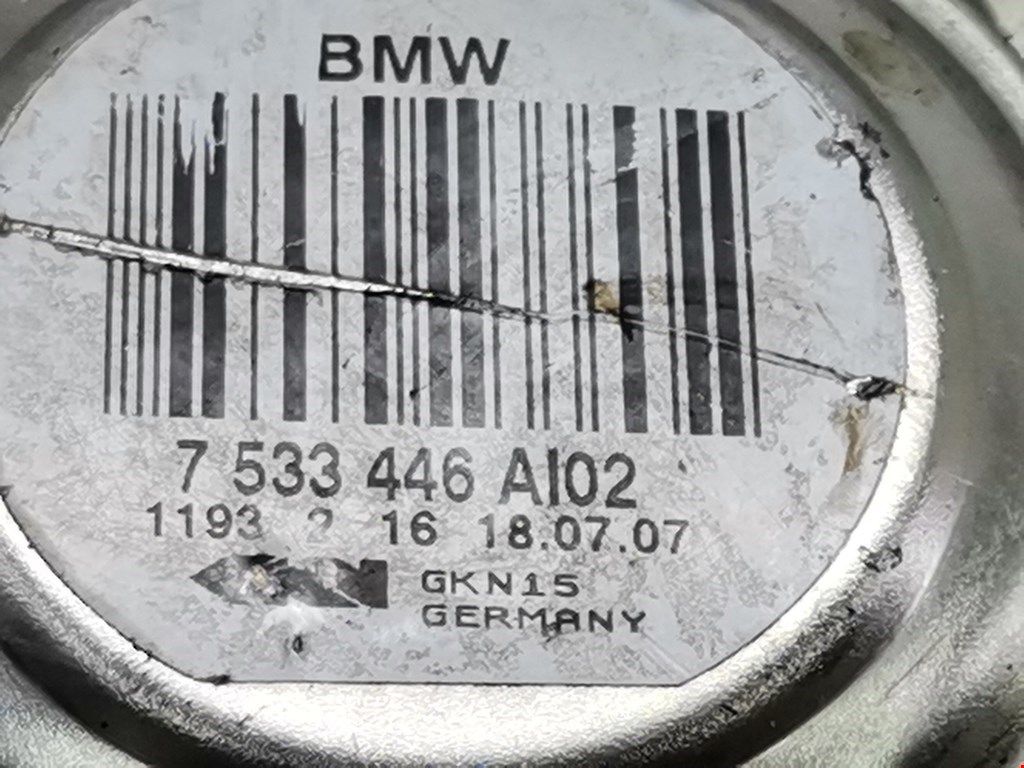 BMW
7 533 446 AI02
1193 2 16 18.07.07
GKN15
GERMANY